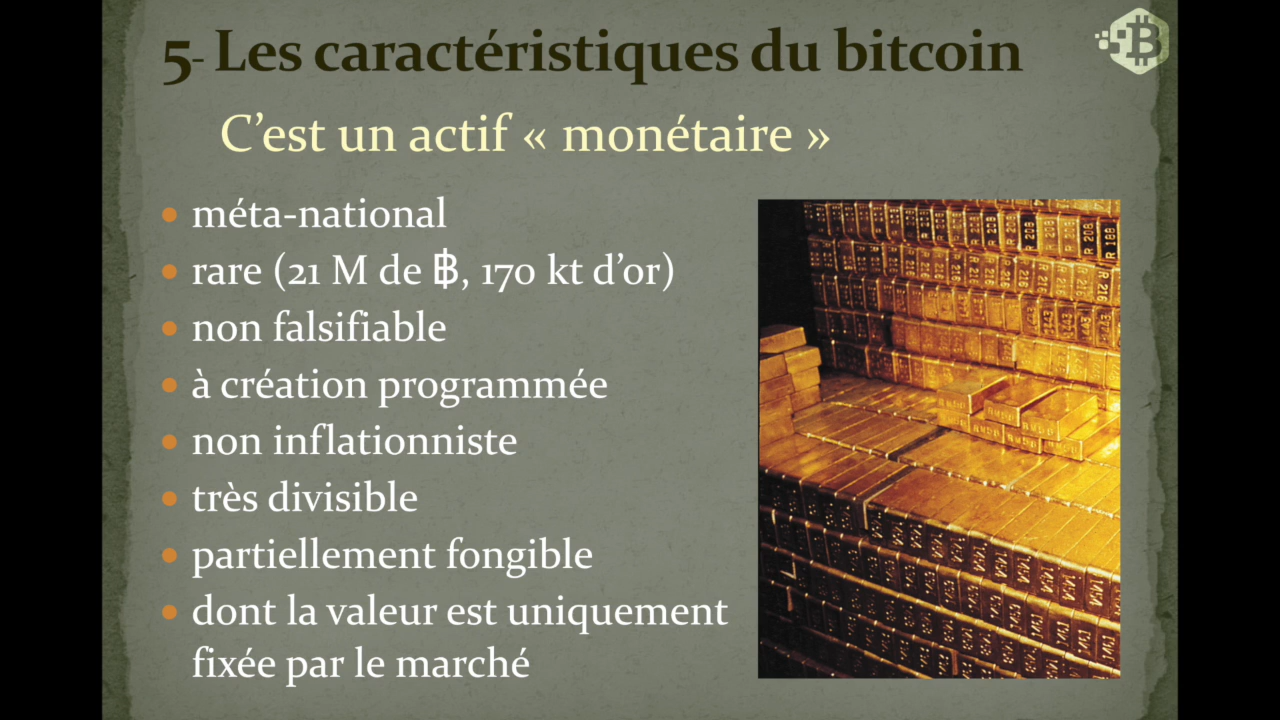 5- Les caractéristiques du bitcoin
C’est un actif « monétaire »
méta-national
rare (21 M de ฿, 170 kt d’or)
non falsifiable
à création programmée
non inflationniste
très divisible
partiellement fongible
dont la valeur est uniquement
fixée par le marché